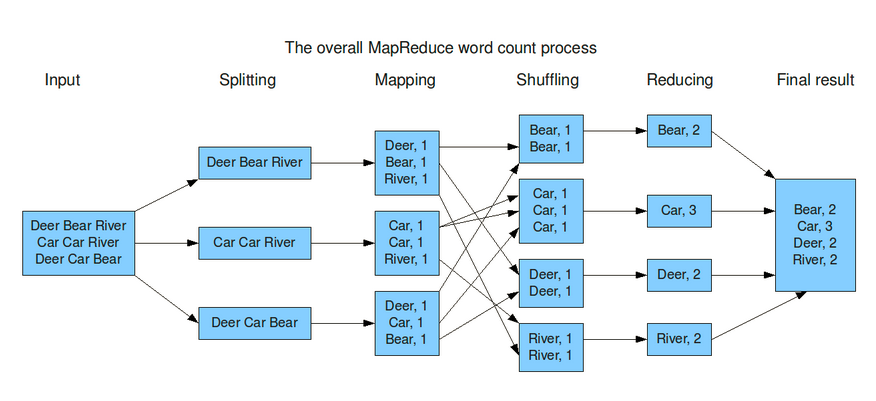 The overall MapReduce word count process
Input
Splitting
Mapping
Shuffling
Reducing
Final result
Deer Bear River
Car Car River
Deer Car Bear
Deer Bear River
Car Car River
Deer Car Bear
Deer, 1
Bear, 1
River, 1
Car, 1
Car, 1
River, 1
Deer, 1
Car, 1
Bear, 1
Bear, 1
Bear, 1
Car, 1
Car, 1
Car, 1
Deer, 1
Deer, 1
River, 1
River, 1
Bear, 2
Car, 3
Deer, 2
River, 2
Bear, 2
Car, 3
Deer, 2
River, 2